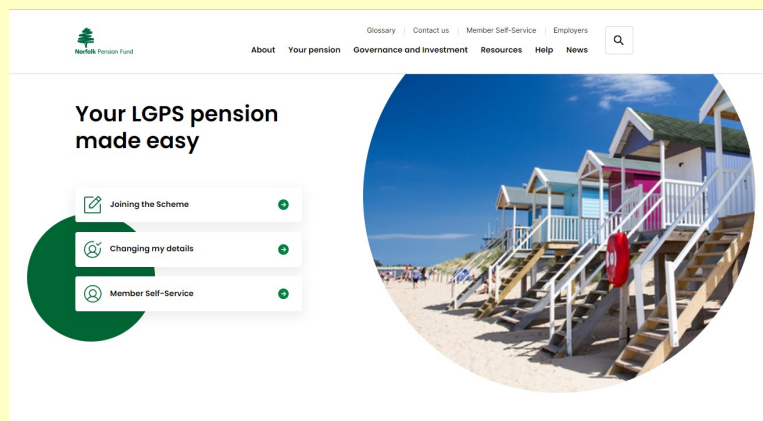 Glossary
Contact us
Member Self-Service
Employers
Norfolk Pension Fund
About
Your pension
Governance and Investment
Resources
Help
News
Your LGPS pension
made easy
Joining the Scheme
Changing my details
Member Self-Service